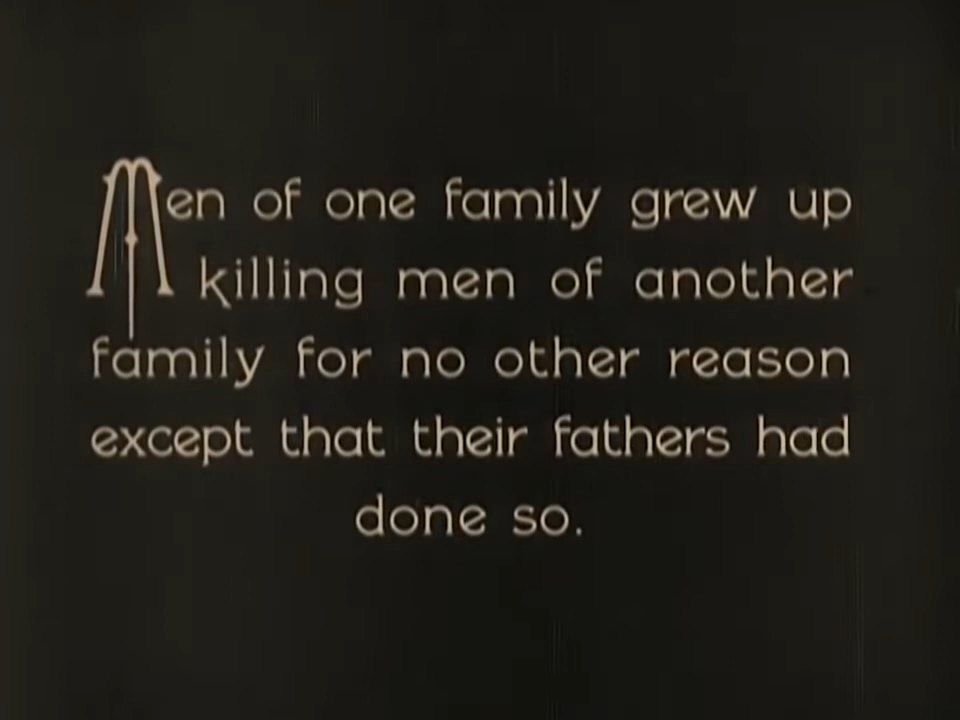 Men of one family grew up
killing men of another
family for no other reason
except that their fathers had
done so.